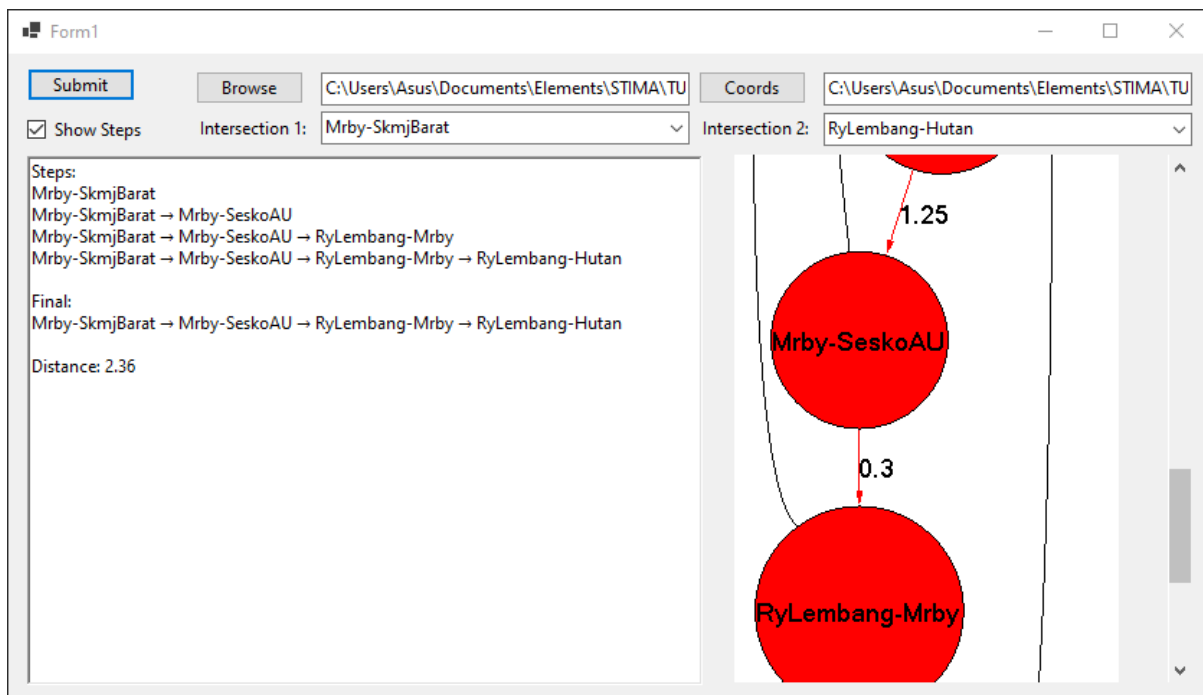 Form1
Submit
Browse
C:\Users\Asus\Documents\Elements\STIMA\TU
Coords
C:\Users\Asus\Documents\Elements\STIMA\TU
Show Steps
Intersection 1:
Mrby-SkmjBarat
Intersection 2:
RyLembang-Hutan
Steps:
Mrby-SkmjBarat
Mrby-SkmjBarat → Mrby-SeskoAU
Mrby-SkmjBarat → Mrby-SeskoAU → RyLembang-Mrby
Mrby-SkmjBarat → Mrby-SeskoAU → RyLembang-Mrby → RyLembang-Hutan
Final:
Mrby-SkmjBarat → Mrby-SeskoAU → RyLembang-Mrby → RyLembang-Hutan
Distance: 2.36
1.25
Mrby-SeskoAU
0.3
RyLembang-Mrby